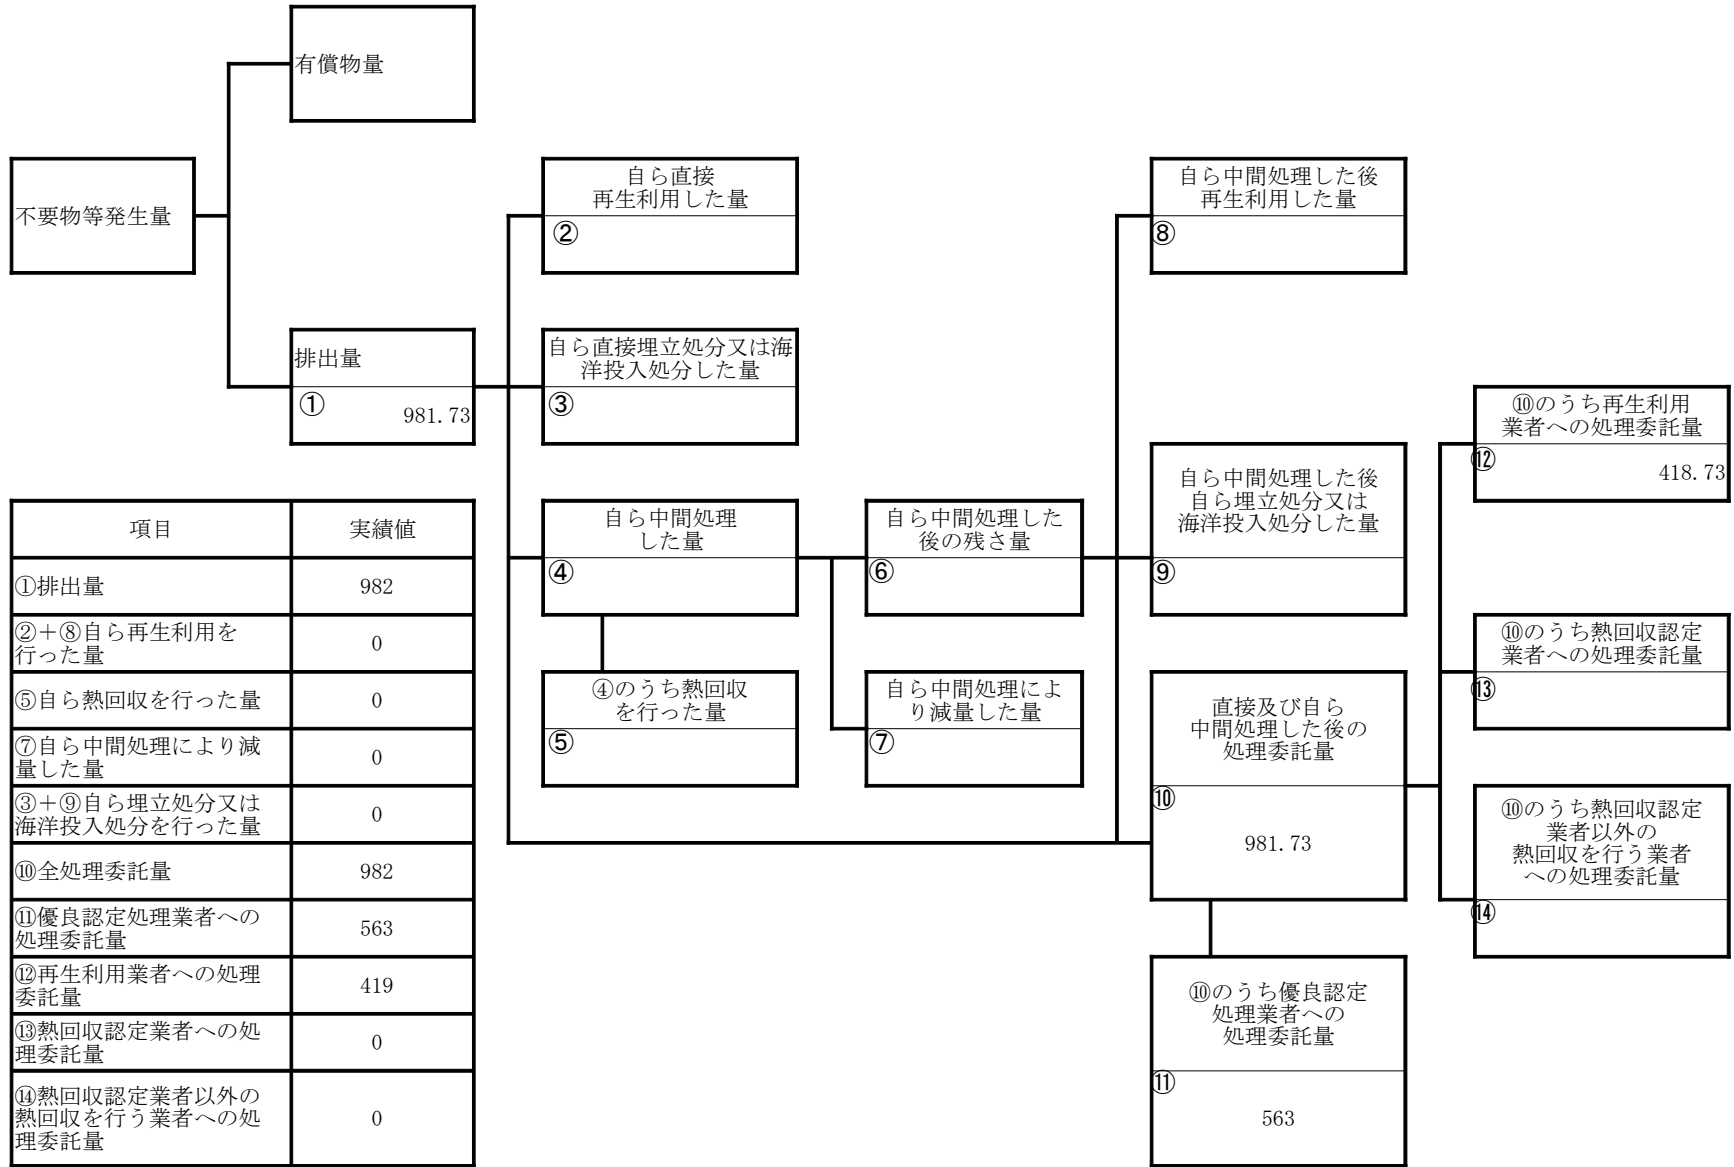 有償物量
不要物等発生量
自ら直接
再生利用した量
②
自ら中間処理した後
再生利用した量
⑧
排出量
①
981.73
自ら直接埋立処分又は海
洋投入処分した量
③
⑩のうち再生利用
業者への処理委託量
⑫
418.73
自ら中間処理した後
自ら埋立処分又は
海洋投入処分した量
⑨
自ら中間処理
した量
④
自ら中間処理した
後の残さ量
⑥
⑩のうち熱回収認定
業者への処理委託量
⑬
④のうち熱回収
を行った量
⑤
自ら中間処理によ
り減量した量
⑦
直接及び自ら
中間処理した後の
処理委託量
⑩
981.73
⑩のうち熱回収認定
業者以外の
熱回収を行う業者
への処理委託量
⑭
⑩のうち優良認定
処理業者への
処理委託量
⑪
563
項目 実績値
①排出量 982
②＋⑧自ら再生利用を
行った量 0
⑤自ら熱回収を行った量 0
⑦自ら中間処理により減
量した量 0
③＋⑨自ら埋立処分又は
海洋投入処分を行った量 0
⑩全処理委託量 982
⑪優良認定処理業者への
処理委託量 563
⑫再生利用業者への処理
委託量 419
⑬熱回収認定業者への処
理委託量 0
⑭熱回収認定業者以外の
熱回収を行う業者への処
理委託量 0